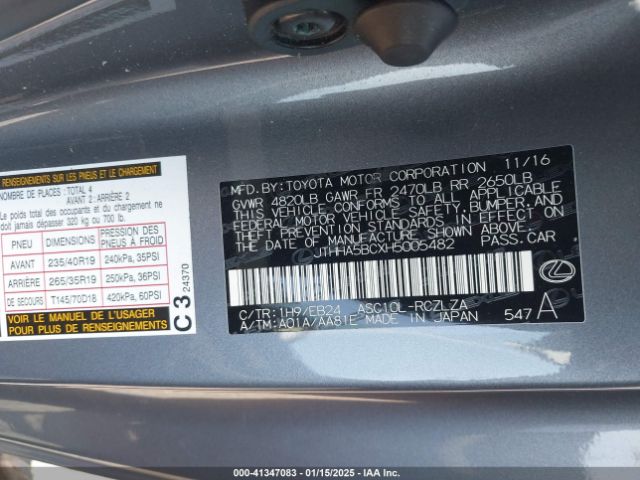 RENSEIGNEMENTS SUR LES PNEUS ET LE CHARGEMENT
NOMBRE DE PLACES : TOTAL 4
AVANT 2 : ARRIÈRE 2
Le poids total des occupants et du chargement ne
doit jamais dépasser 320 kg ou 700 lb.
PNEU DIMENSIONS PRESSION DES PNEUS À FROID
AVANT 235/40R19 240kPa, 35PSI
ARRIÈRE 265/35R19 250kPa, 36PSI
DE SECOURS T145/70D18 420kPa, 60PSI
VOIR LE MANUEL DE L'USAGER
POUR PLUS DE RENSEIGNEMENTS
C 3 24370
MFD.BY:TOYOTA MOTOR CORPORATION 11/16
GVWR 4820LB GAWR FR 2470LB RR 2650LB
THIS VEHICLE CONFORMS TO ALL APPLICABLE
FEDERAL MOTOR VEHICLE SAFETY, BUMPER, AND
THEFT PREVENTION STANDARDS IN EFFECT ON
THE DATE OF MANUFACTURE SHOWN ABOVE.
JTHHA5BCXH5005482 PASS.CAR
C/TR:1H9/EB24 ASC10L-RCZLZA
A/TM:A01A/AA81E MADE IN JAPAN 547 A
000-41347083 / 01/15/2025 / IAAI CANADA